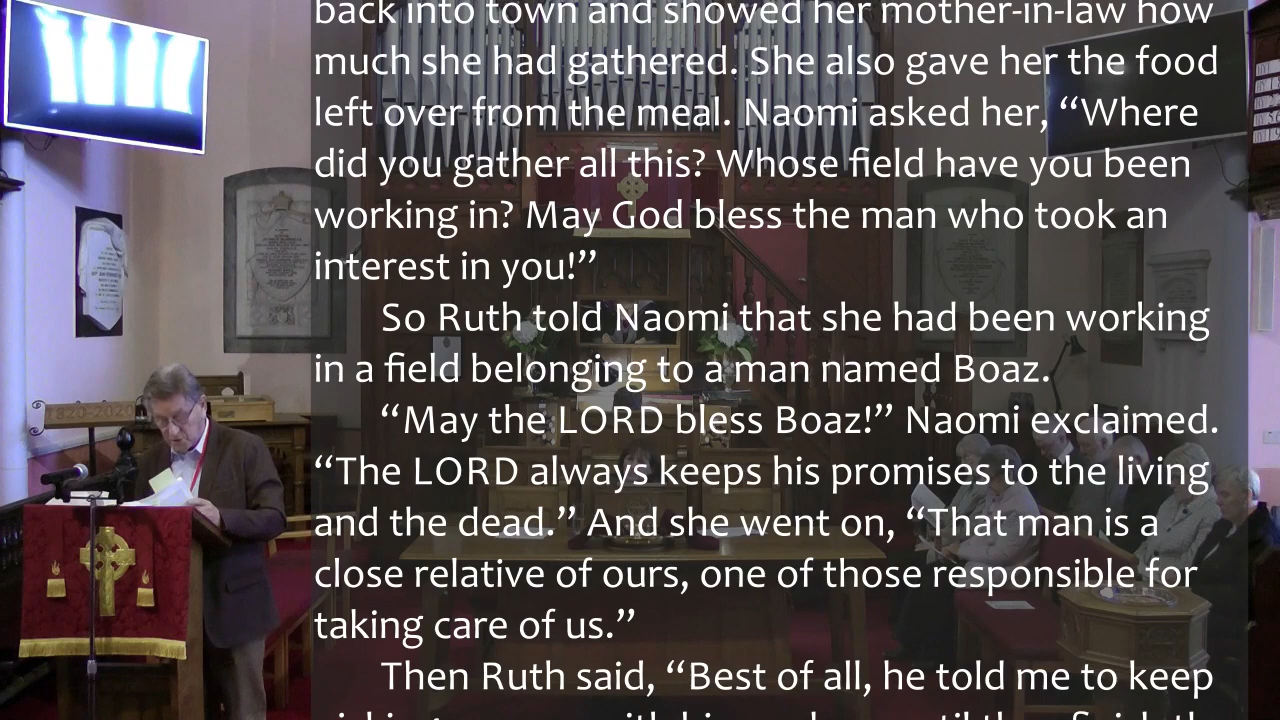 back into town and showed her mother-in-law how
much she had gathered. She also gave her the food
left over from the meal. Naomi asked her, “Where
did you gather all this? Whose field have you been
working in? May God bless the man who took an
interest in you!”
So Ruth told Naomi that she had been working
in a field belonging to a man named Boaz.
“May the LORD bless Boaz!” Naomi exclaimed.
“The LORD always keeps his promises to the living
and the dead.” And she went on, “That man is a
close relative of ours, one of those responsible for
taking care of us.”
Then Ruth said, “Best of all, he told me to keep
1820-2020